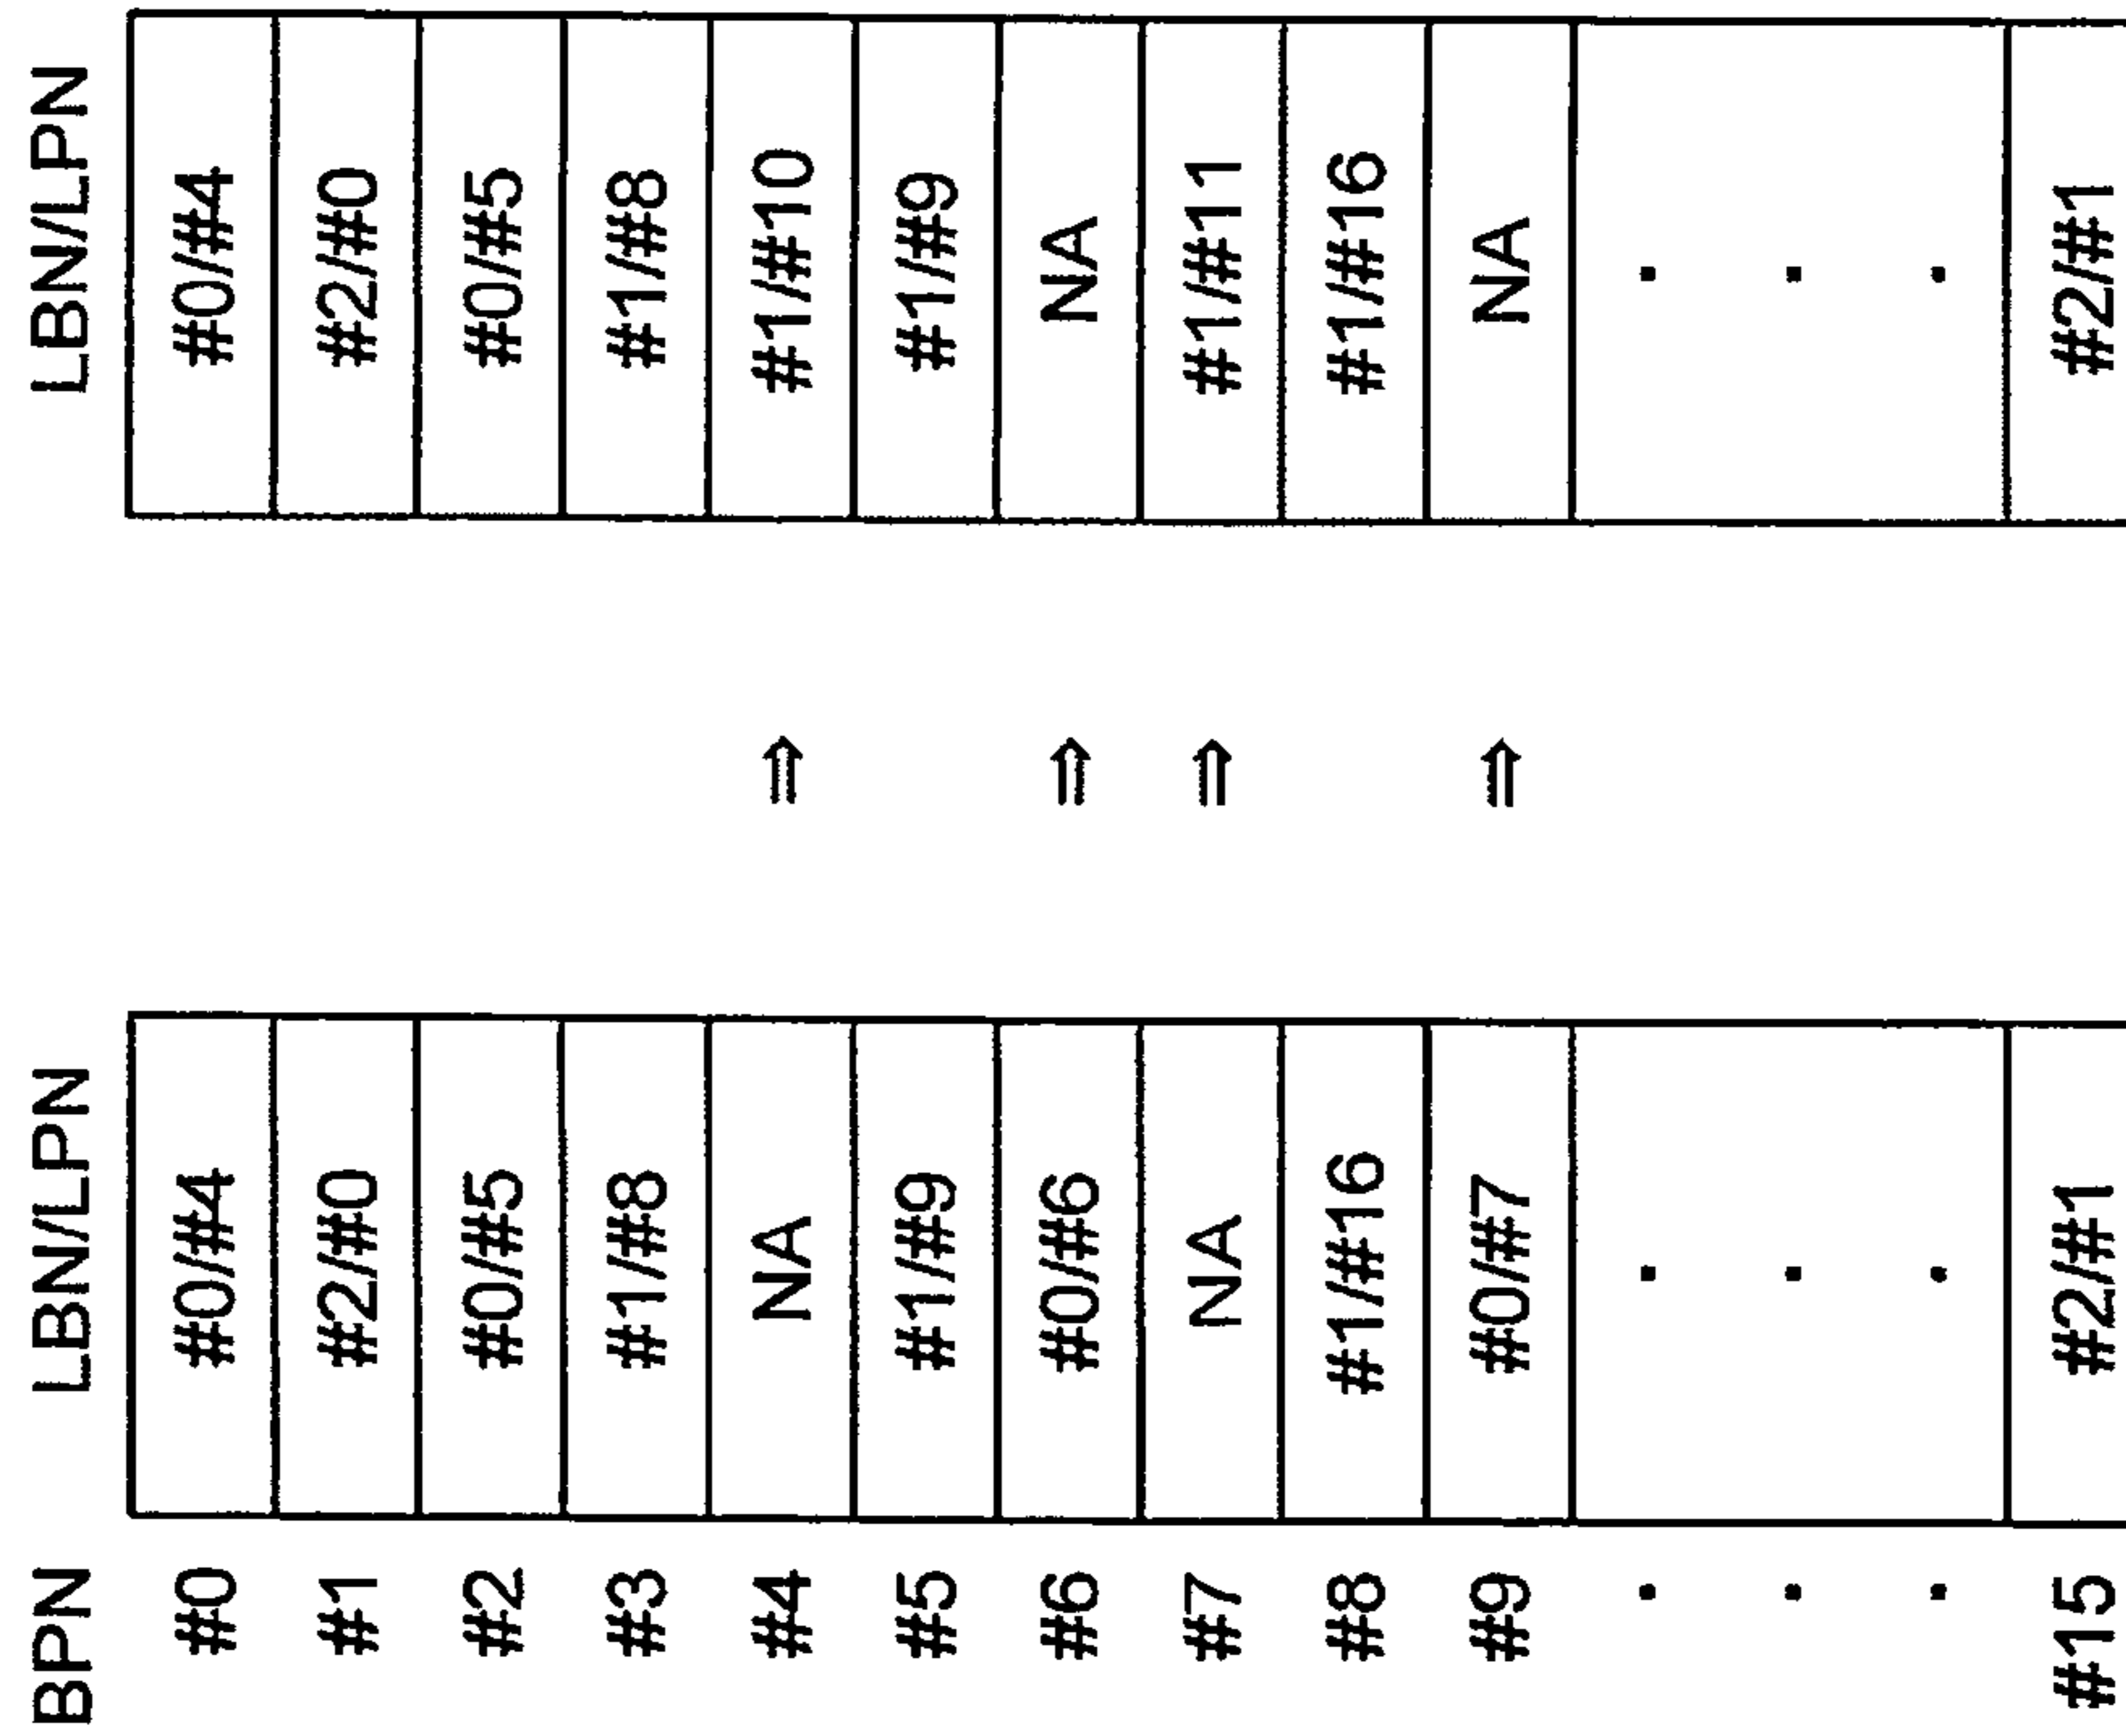 BPN LBN/LPN LBN/LPN
#0 #0/#4 #0/#4
#1 #2/#0 #2/#0
#2 #0/#5 #0/#5
#3 #1/#8 #1/#8
#4 NA ⇒ #1/#10
#5 #1/#9 #1/#9
#6 #0/#6 ⇒ NA
#7 NA ⇒ #1/#11
#8 #1/#16 #1/#16
#9 #0/#7 ⇒ NA
. . .
. . .
. . .
#15 #2/#1 #2/#1